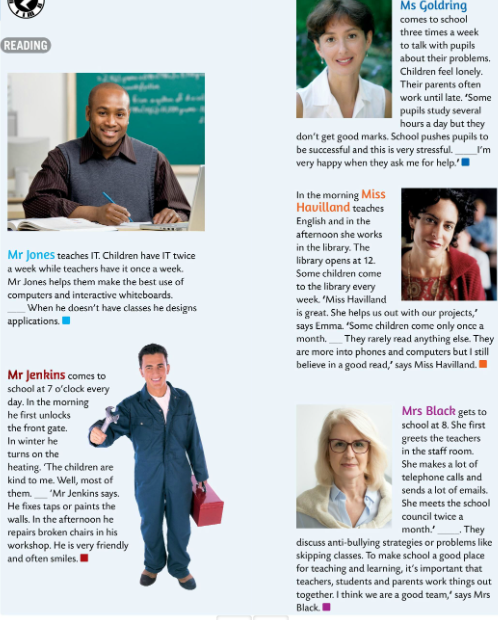 READING
Mr Jones teaches IT. Children have IT twice
a week while teachers have it once a week.
Mr Jones helps them make the best use of
computers and interactive whiteboards.
____ When he doesn't have classes he designs
applications.
Mr Jenkins comes to
school at 7 o'clock every
day. In the morning
he first unlocks
the front gate.
In winter he
turns on the
heating. 'The children are
kind to me. Well, most of
them. ___ 'Mr Jenkins says.
He fixes taps or paints the
walls. In the afternoon he
repairs broken chairs in his
workshop. He is very friendly
and often smiles.
Ms Goldring
comes to school
three times a week
to talk with pupils
about their problems.
Children feel lonely.
Their parents often
work until late. 'Some
pupils study several
hours a day but they
don't get good marks. School pushes pupils to
be successful and this is very stressful. _____I'm
very happy when they ask me for help.'
In the morning Miss
Havilland teaches
English and in the
afternoon she works
in the library. The
library opens at 12.
Some children come
to the library every
week. 'Miss Havilland
is great. She helps us out with our projects,'
says Emma. 'Some children come only once a
month. ___ They rarely read anything else. They
are more into phones and computers but I still
believe in a good read,' says Miss Havilland.
Mrs Black gets to
school at 8. She first
greets the teachers
in the staff room.
She makes a lot of
telephone calls and
sends a lot of emails.
She meets the school
council twice a
month.' _____. They
discuss anti-bullying strategies or problems like
skipping classes. To make school a good place
for teaching and learning, it's important that
teachers, students and parents work things out
together. I think we are a good team,' says Mrs
Black.